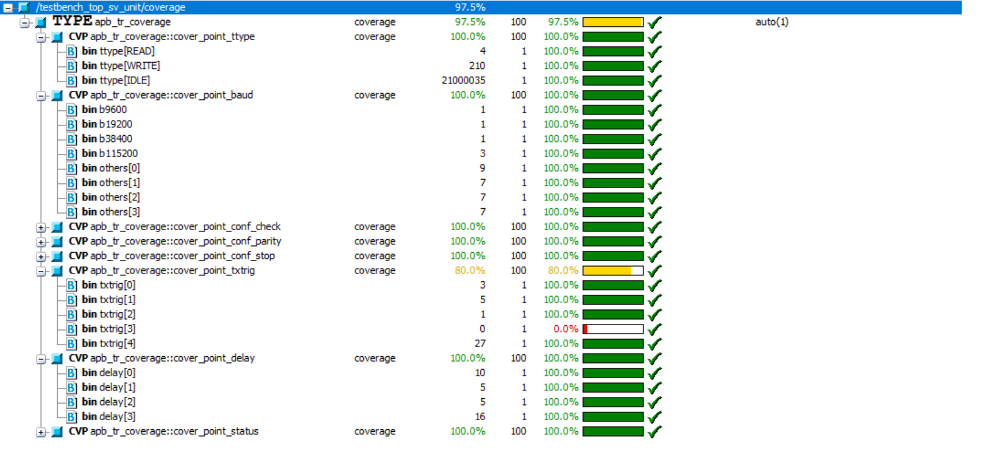 /testbench_top_sv_unit/coverage 97.5%
TYPE apb_tr_coverage coverage 97.5% 100 97.5% auto(1)
CVP apb_tr_coverage::cover_point_ttype coverage 100.0% 100 100.0%
B] bin ttype[READ] 4 1 100.0%
B] bin ttype[WRITE] 210 1 100.0%
B] bin ttype[IDLE] 21000035 1 100.0%
CVP apb_tr_coverage::cover_point_baud coverage 100.0% 100 100.0%
B] bin b9600 1 1 100.0%
B] bin b19200 1 1 100.0%
B] bin b38400 1 1 100.0%
B] bin b115200 3 1 100.0%
B] bin others[0] 9 1 100.0%
B] bin others[1] 7 1 100.0%
B] bin others[2] 7 1 100.0%
B] bin others[3] 7 1 100.0%
CVP apb_tr_coverage::cover_point_conf_check coverage 100.0% 100 100.0%
CVP apb_tr_coverage::cover_point_conf_parity coverage 100.0% 100 100.0%
CVP apb_tr_coverage::cover_point_conf_stop coverage 100.0% 100 100.0%
CVP apb_tr_coverage::cover_point_txtrig coverage 80.0% 100 80.0%
B] bin txtrig[0] 3 1 100.0%
B] bin txtrig[1] 5 1 100.0%
B] bin txtrig[2] 1 1 100.0%
B] bin txtrig[3] 0 1 0.0%
B] bin txtrig[4] 27 1 100.0%
CVP apb_tr_coverage::cover_point_delay coverage 100.0% 100 100.0%
B] bin delay[0] 10 1 100.0%
B] bin delay[1] 5 1 100.0%
B] bin delay[2] 5 1 100.0%
B] bin delay[3] 16 1 100.0%
CVP apb_tr_coverage::cover_point_status coverage 100.0% 100 100.0%